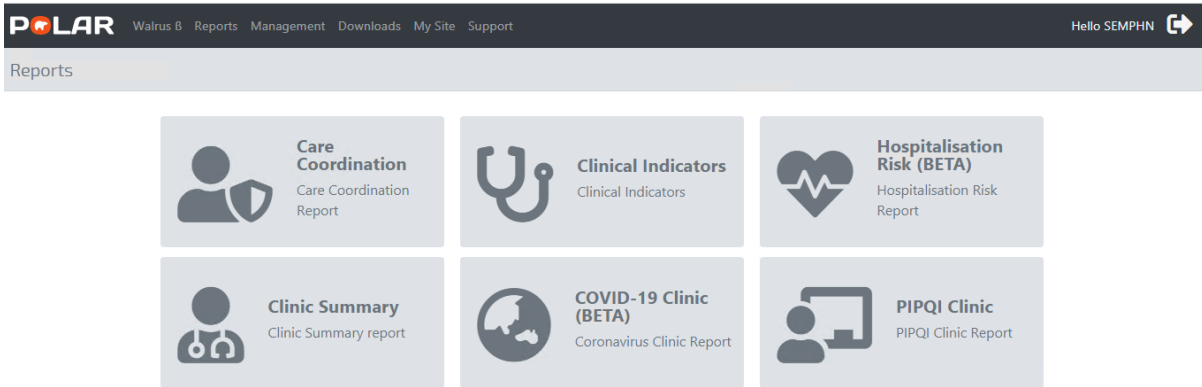 POLAR Walrus ß Reports Management Downloads My Site Support Hello SEMPHN
Reports
Care
Coordination
Care Coordination
Report
Clinical Indicators
Clinical Indicators
Hospitalisation
Risk (BETA)
Hospitalisation Risk
Report
Clinic Summary
Clinic Summary report
COVID-19 Clinic
(BETA)
Coronavirus Clinic Report
PIPQI Clinic
PIPQI Clinic Report